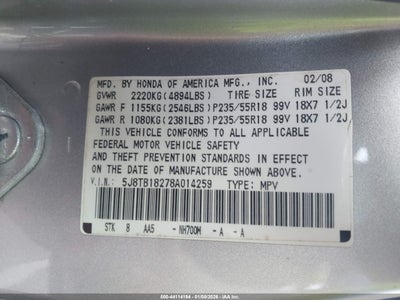 MFD. BY HONDA OF AMERICA MFG., INC. 02/08
GVWR 2220KG(4894LBS) TIRE SIZE RIM SIZE
GAWR F 1155KG(2546LBS)P235/55R18 99V 18X7 1/2J
GAWR R 1080KG(2381LBS)P235/55R18 99V 18X7 1/2J
THIS VEHICLE CONFORMS TO ALL APPLICABLE
FEDERAL MOTOR VEHICLE SAFETY
AND THEFT PREVENTION STANDARDS IN EFFECT
ON THE DATE OF MANUFACTURE SHOWN ABOVE.
V.I.N.: 5J8TB18278A014259 TYPE: MPV
STK 8 AA5 -NH700M -A -A